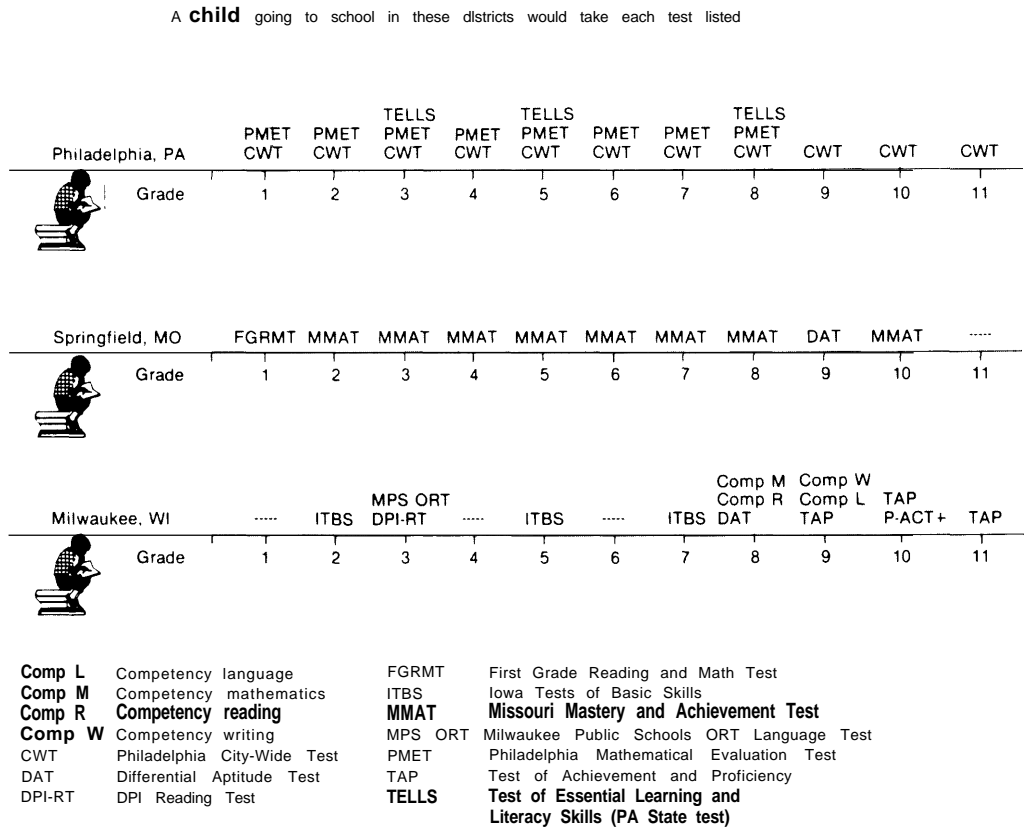 A child going to school in these dlstricts would take each test listed
TELLS TELLS TELLS
PMET PMET PMET PMET PMET PMET PMET PMET
Philadelphia, PA CWT CWT CWT CWT CWT CWT CWT CWT CWT CWT CWT
Grade 1 2 3 4 5 6 7 8 9 10 11
Springfield, MO FGRMT MMAT MMAT MMAT MMAT MMAT MMAT MMAT DAT MMAT -----
Grade 1 2 3 4 5 6 7 8 9 10 11
Comp M Comp W
MPS ORT Comp R Comp L TAP
Milwaukee, WI ----- ITBS DPI-RT ---- ITBS ---- ITBS DAT TAP P-ACT+ TAP
Grade 1 2 3 4 5 6 7 8 9 10 11
Comp L Competency language
Comp M Competency mathematics
Comp R Competency reading
Comp W Competency writing
CWT Philadelphia City-Wide Test
DAT Differential Aptitude Test
DPI-RT DPI Reading Test
FGRMT First Grade Reading and Math Test
ITBS Iowa Tests of Basic Skills
MMAT Missouri Mastery and Achievement Test
MPS ORT Milwaukee Public Schools ORT Language Test
PMET Philadelphia Mathematical Evaluation Test
TAP Test of Achievement and Proficiency
TELLS Test of Essential Learning and
Literacy Skills (PA State test)